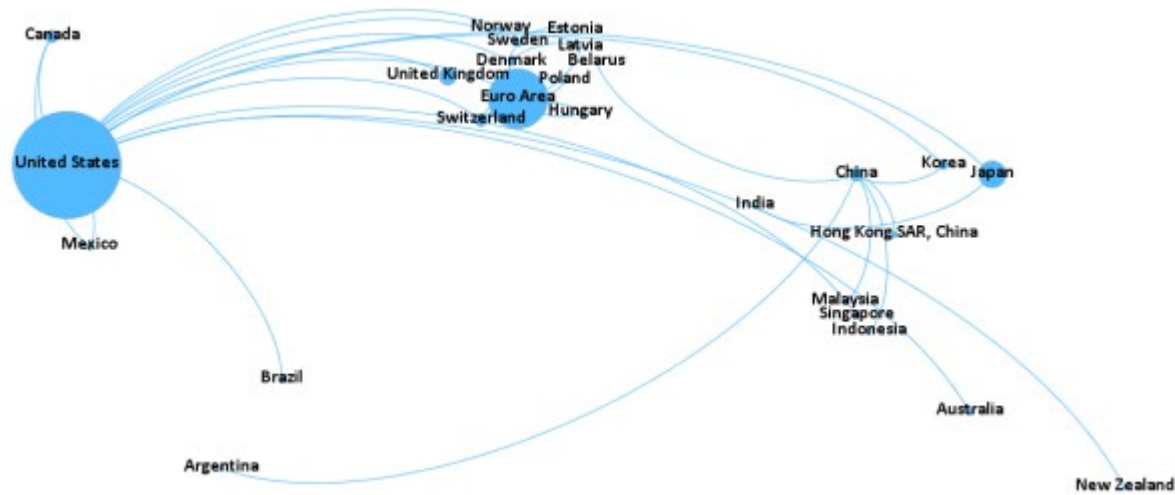 Canada
Norway
Estonia
Sweden
Latvia
Denmark
Belarus
United Kingdom
Poland
Euro Area
Hungary
Switzerland
United States
Korea
China
Japan
India
Mexico
Hong Kong SAR, China
Malaysia
Singapore
Indonesia
Brazil
Australia
Argentina
New Zealand